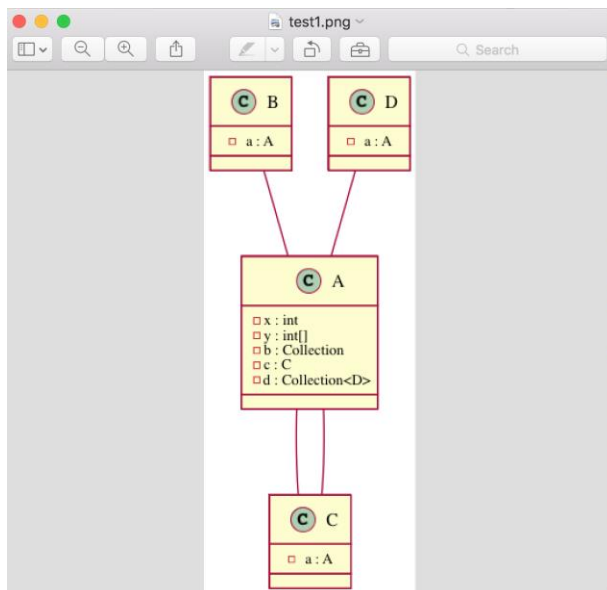 test1.png
Search
C B
a : A
C D
a : A
C A
x : int
y : int[]
b : Collection
c : C
d : Collection<D>
C C
a : A